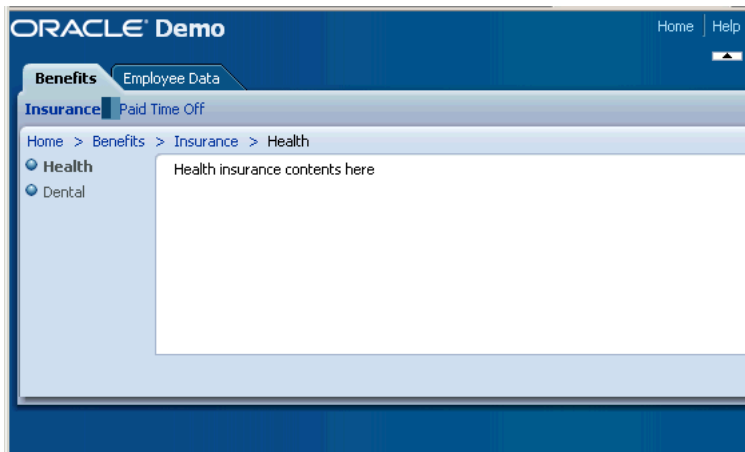 ORACLE Demo
Home Help
Benefits Employee Data
Insurance Paid Time Off
Home > Benefits > Insurance > Health
Health
Health insurance contents here
Dental